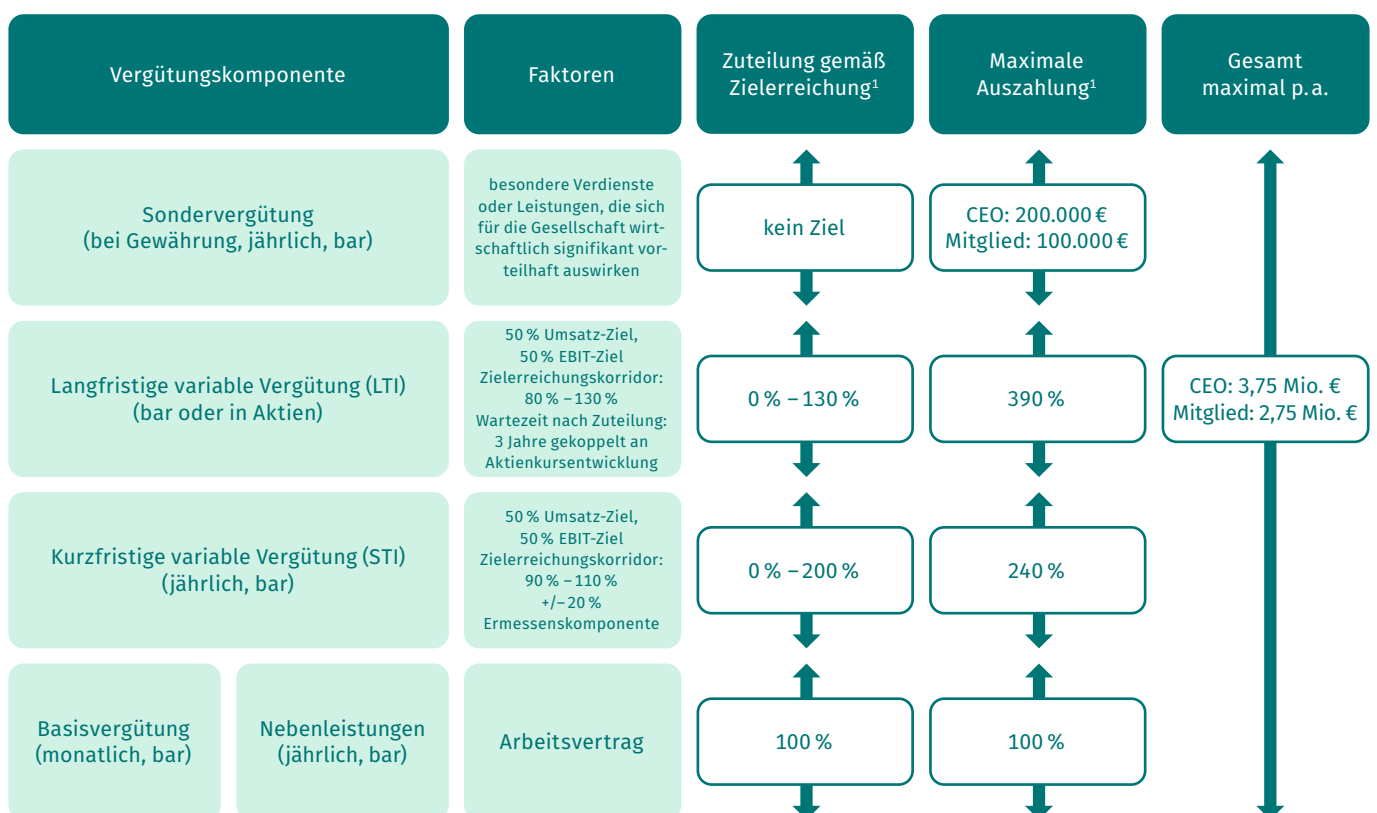 Vergütungskomponente
Faktoren
Zuteilung gemäß
Zielerreichung¹
Maximale
Auszahlung¹
Gesamt
maximal p. a.
Sondervergütung
(bei Gewährung, jährlich, bar)
besondere Verdienste
oder Leistungen, die sich
für die Gesellschaft wirt-
schaftlich signifikant vor-
teilhaft auswirken
kein Ziel
CEO: 200.000 €
Mitglied: 100.000 €
Langfristige variable Vergütung (LTI)
(bar oder in Aktien)
50 % Umsatz-Ziel,
50 % EBIT-Ziel
Zielerreichungskorridor:
80 % – 130 %
Wartezeit nach Zuteilung:
3 Jahre gekoppelt an
Aktienkursentwicklung
0 % – 130 %
390 %
CEO: 3,75 Mio. €
Mitglied: 2,75 Mio. €
Kurzfristige variable Vergütung (STI)
(jährlich, bar)
50 % Umsatz-Ziel,
50 % EBIT-Ziel
Zielerreichungskorridor:
90 % – 110 %
+/– 20 %
Ermessenskomponente
0 % – 200 %
240 %
Basisvergütung
(monatlich, bar)
Nebenleistungen
(jährlich, bar)
Arbeitsvertrag
100 %
100 %